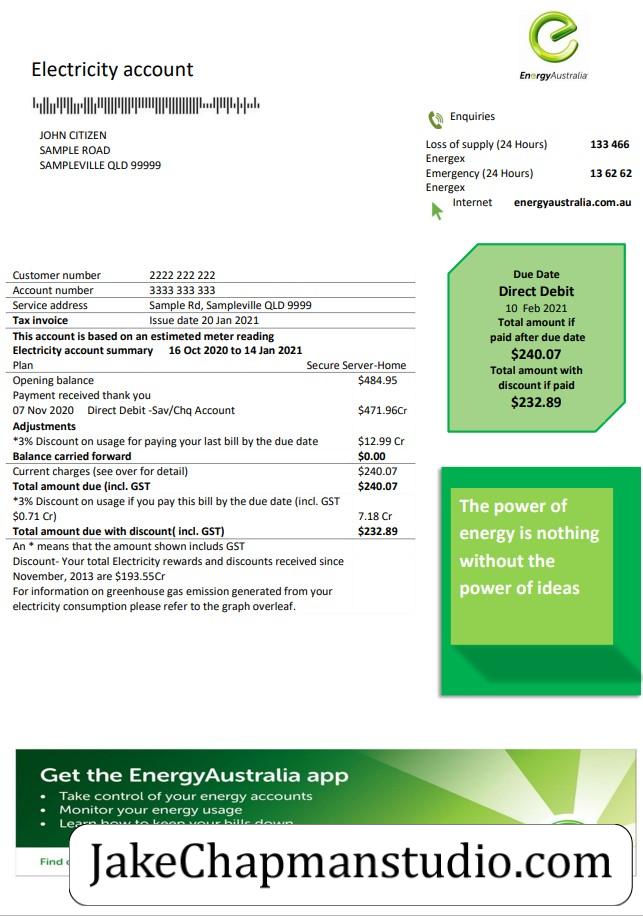 EnergyAustralia
Electricity account
JOHN CITIZEN
SAMPLE ROAD
SAMPLEVILLE QLD 99999
Enquiries
Loss of supply (24 Hours) 133 466
Energex
Emergency (24 Hours) 13 62 62
Energex
Internet energyaustralia.com.au
Customer number 2222 222 222
Account number 3333 333 333
Service address Sample Rd, Sampleville QLD 9999
Tax invoice Issue date 20 Jan 2021
This account is based on an estimeted meter reading
Electricity account summary 16 Oct 2020 to 14 Jan 2021
Plan Secure Server-Home
Opening balance $484.95
Payment received thank you
07 Nov 2020 Direct Debit -Sav/Chq Account $471.96Cr
Adjustments
*3% Discount on usage for paying your last bill by the due date $12.99 Cr
Balance carried forward $0.00
Current charges (see over for detail) $240.07
Total amount due (incl. GST $240.07
*3% Discount on usage if you pay this bill by the due date (incl. GST
$0.71 Cr) 7.18 Cr
Total amount due with discount( incl. GST) $232.89
An * means that the amount shown includes GST
Discount- Your total Electricity rewards and discounts received since
November, 2013 are $193.55Cr
For information on greenhouse gas emission generated from your
electricity consumption please refer to the graph overleaf.
Due Date
Direct Debit
10 Feb 2021
Total amount if
paid after due date
$240.07
Total amount with
discount if paid
$232.89
The power of
energy is nothing
without the
power of ideas
Get the EnergyAustralia app
• Take control of your energy accounts
• Monitor your energy usage
• Learn how to keep your bills down
Find
JakeChapmanstudio.com